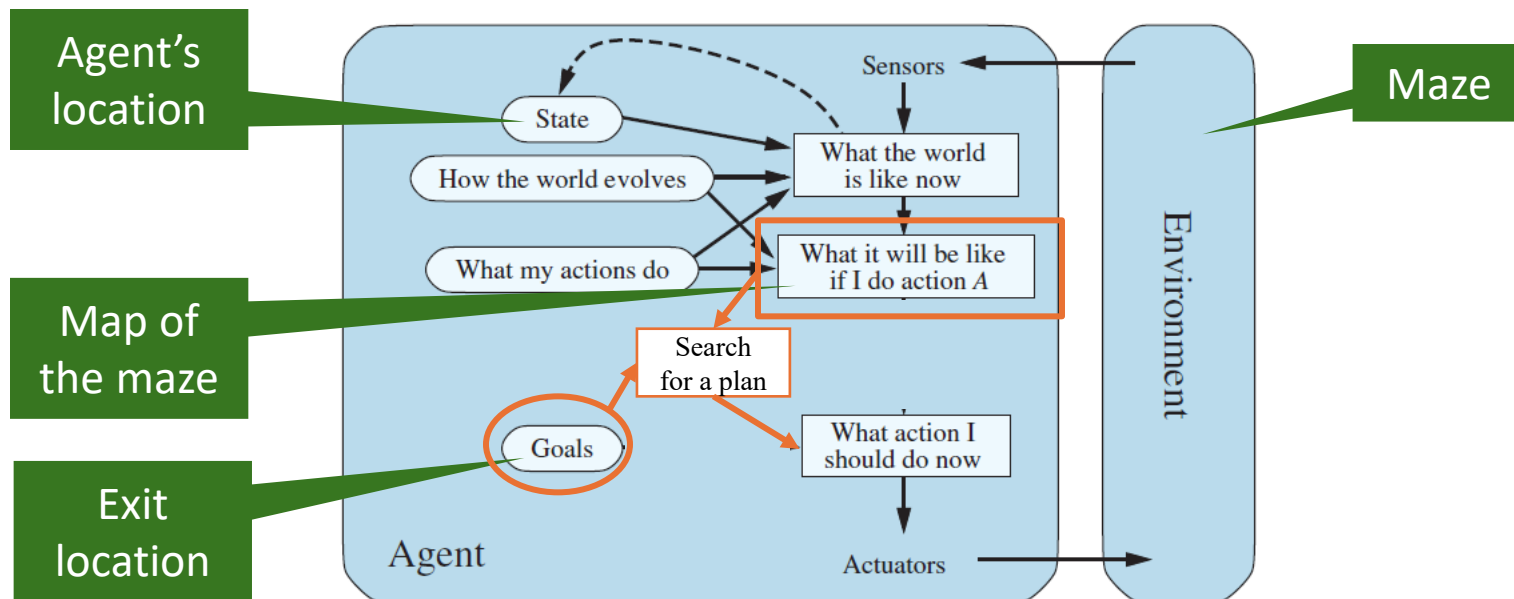 Agent's
location
Sensors
Maze
State
What the world
is like now
How the world evolves
What it will be like
if I do action A
What my actions do
Environment
Map of
the maze
Search
for a plan
Goals
What action I
should do now
Exit
location
Agent
Actuators